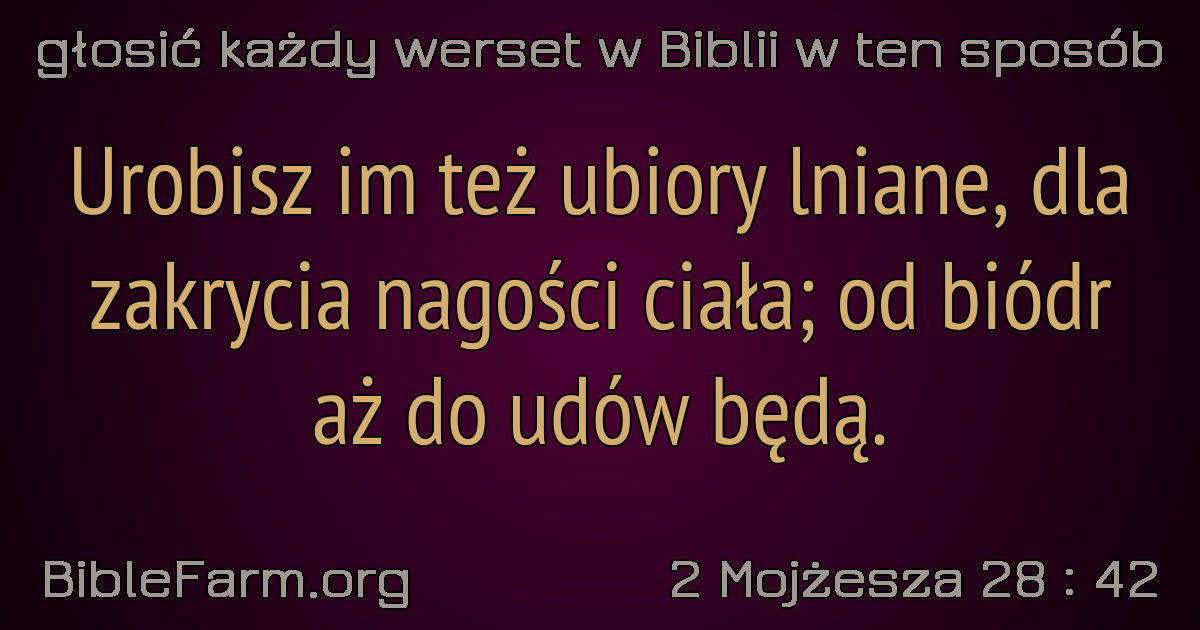 głosić każdy werset w Biblii w ten sposób
Urobisz im też ubiory lniane, dla
zakrycia nagości ciała; od biódr
aż do udów będą.
BibleFarm.org
2 Mojżesza 28 : 42